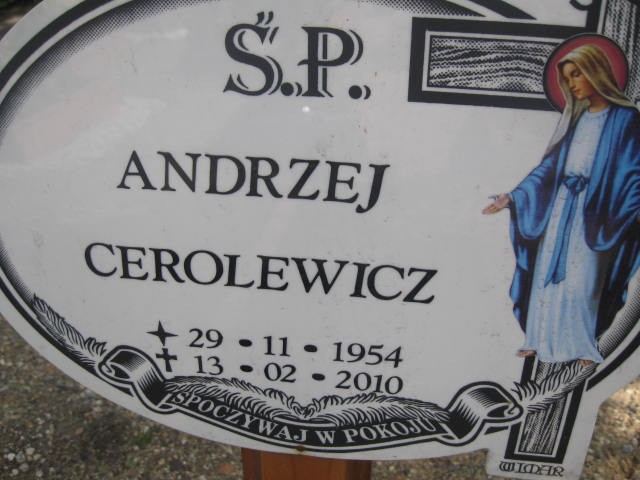 Ś.P.
ANDRZEJ
CEROLEWICZ
29 • 11 • 1954
13 • 02 • 2010
SPOCZYWAJ W POKOJU
WIMAR